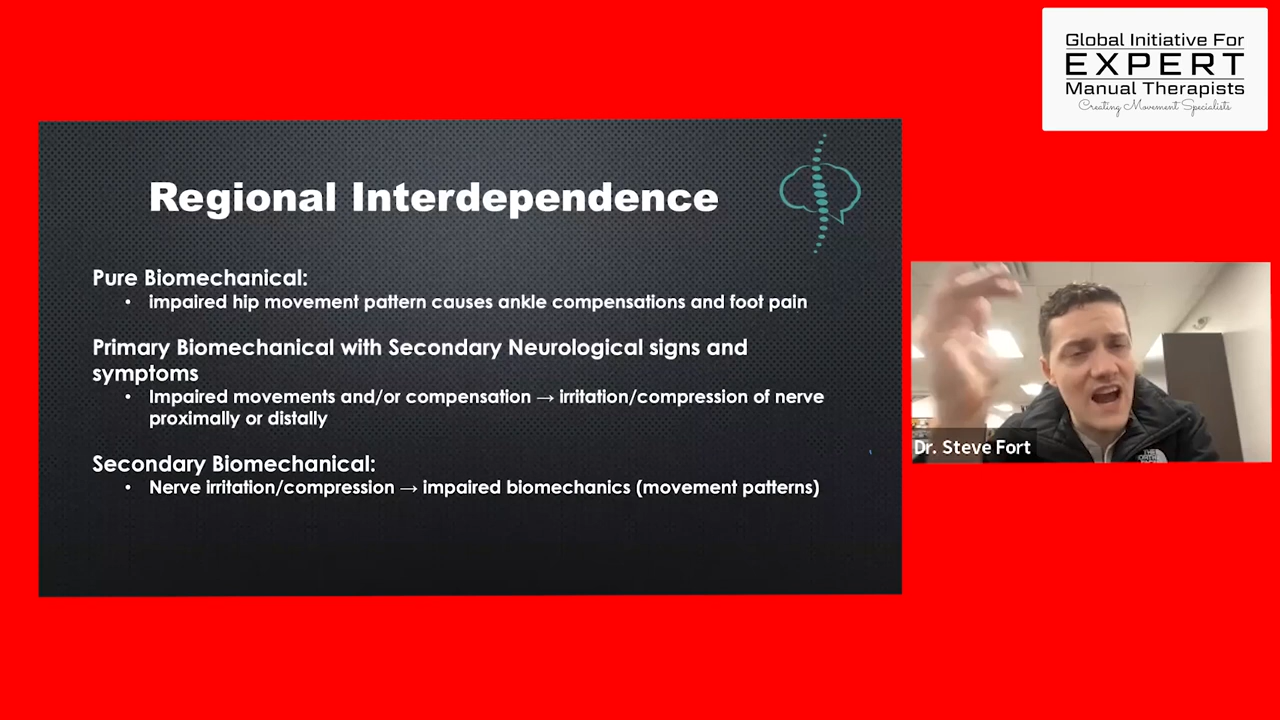 Global Initiative For
EXPERT
Manual Therapists
Creating Movement Specialists
Regional Interdependence
Pure Biomechanical:
• impaired hip movement pattern causes ankle compensations and foot pain
Primary Biomechanical with Secondary Neurological signs and
symptoms
• Impaired movements and/or compensation → irritation/compression of nerve
proximally or distally
Secondary Biomechanical:
• Nerve irritation/compression → impaired biomechanics (movement patterns)
Dr. Steve Fort